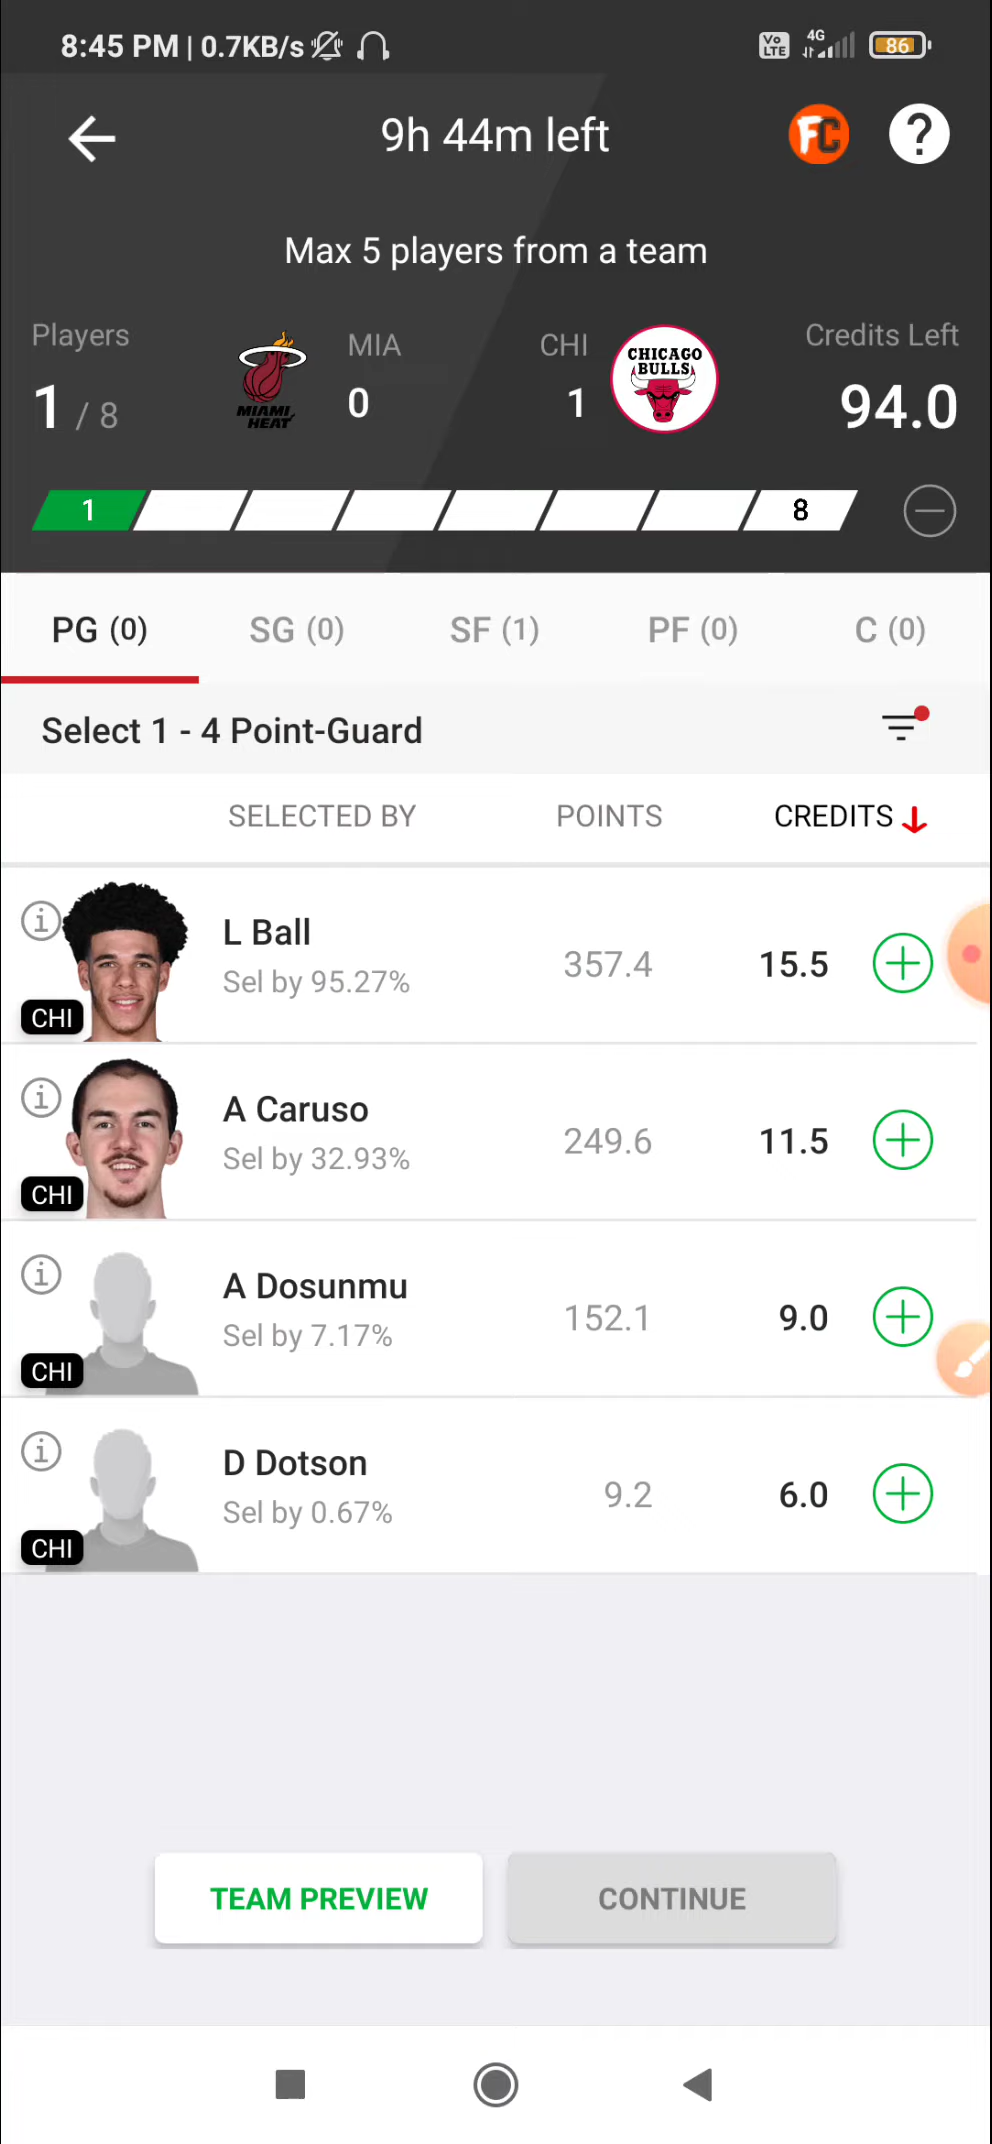 8:45 PM | 0.7KB/s
Vo LTE 4G 86
9h 44m left
FC ?
Max 5 players from a team
Players MIA CHI Credits Left
MIAMI HEAT
CHICAGO BULLS
1 / 8 0 1 94.0
1 8
PG (0) SG (0) SF (1) PF (0) C (0)
Select 1 - 4 Point-Guard
SELECTED BY POINTS CREDITS
i L Ball
Sel by 95.27% 357.4 15.5
CHI
i A Caruso
Sel by 32.93% 249.6 11.5
CHI
i A Dosunmu
Sel by 7.17% 152.1 9.0
CHI
i D Dotson
Sel by 0.67% 9.2 6.0
CHI
TEAM PREVIEW CONTINUE